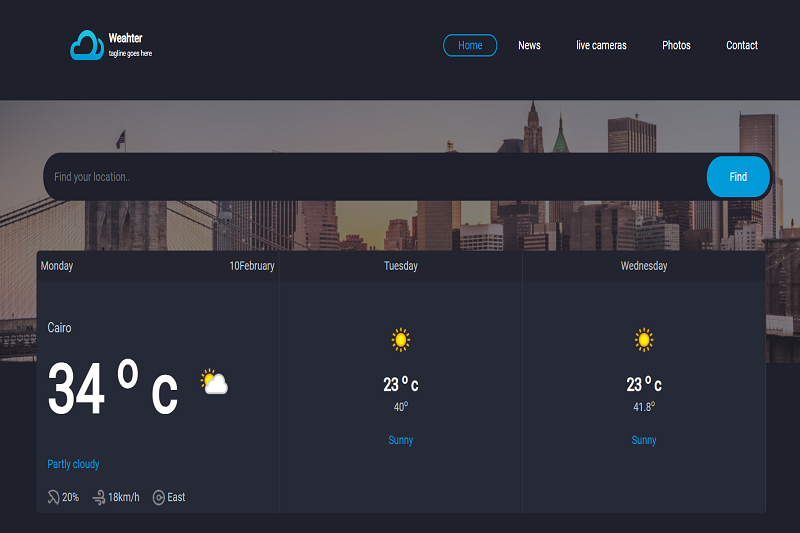 Weahter
tagline goes here
Home News live cameras Photos Contact
Find your location..
Find
Monday 10February
Cairo
34 o c
Partly cloudy
20% 18km/h East
Tuesday
23 o c
40o
Sunny
Wednesday
23 o c
41.8o
Sunny